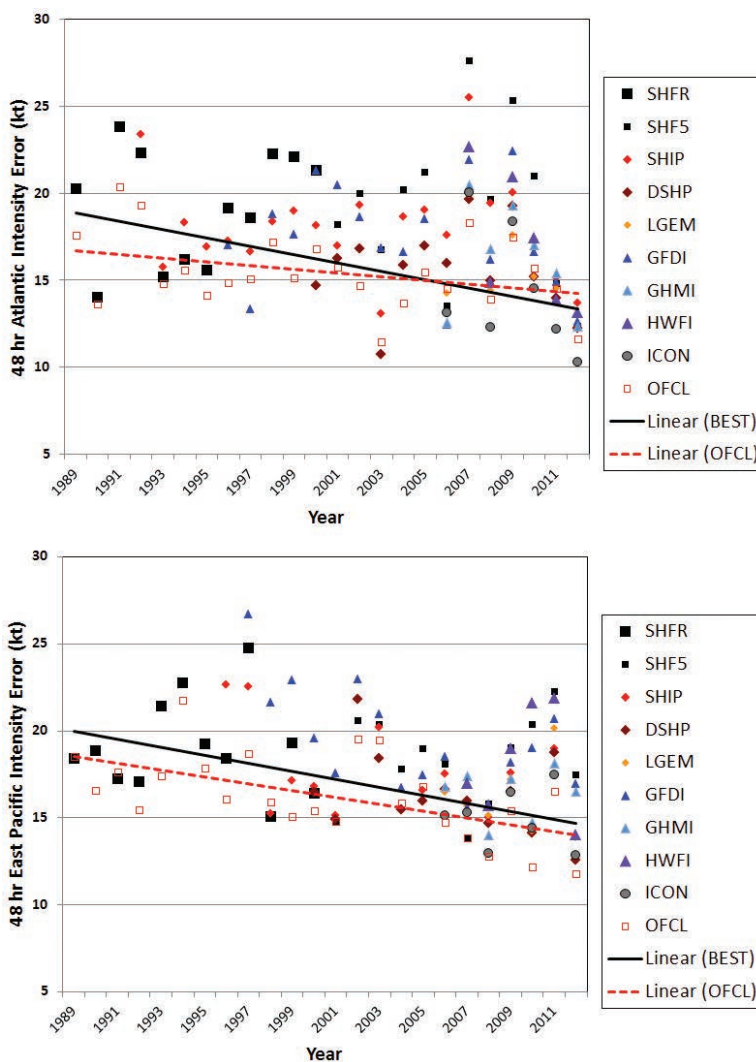 30
25
20
15
10
5
48 hr Atlantic Intensity Error (kt)
1989
1991
1993
1995
1997
1999
2001
2003
2005
2007
2009
2011
Year
SHFR
SHF5
SHIP
DSHP
LGEM
GFDI
GHMI
HWFI
ICON
OFCL
Linear (BEST)
Linear (OFCL)
30
25
20
15
10
5
48 hr East Pacific Intensity Error (kt)
1989
1991
1993
1995
1997
1999
2001
2003
2005
2007
2009
2011
Year
SHFR
SHF5
SHIP
DSHP
LGEM
GFDI
GHMI
HWFI
ICON
OFCL
Linear (BEST)
Linear (OFCL)